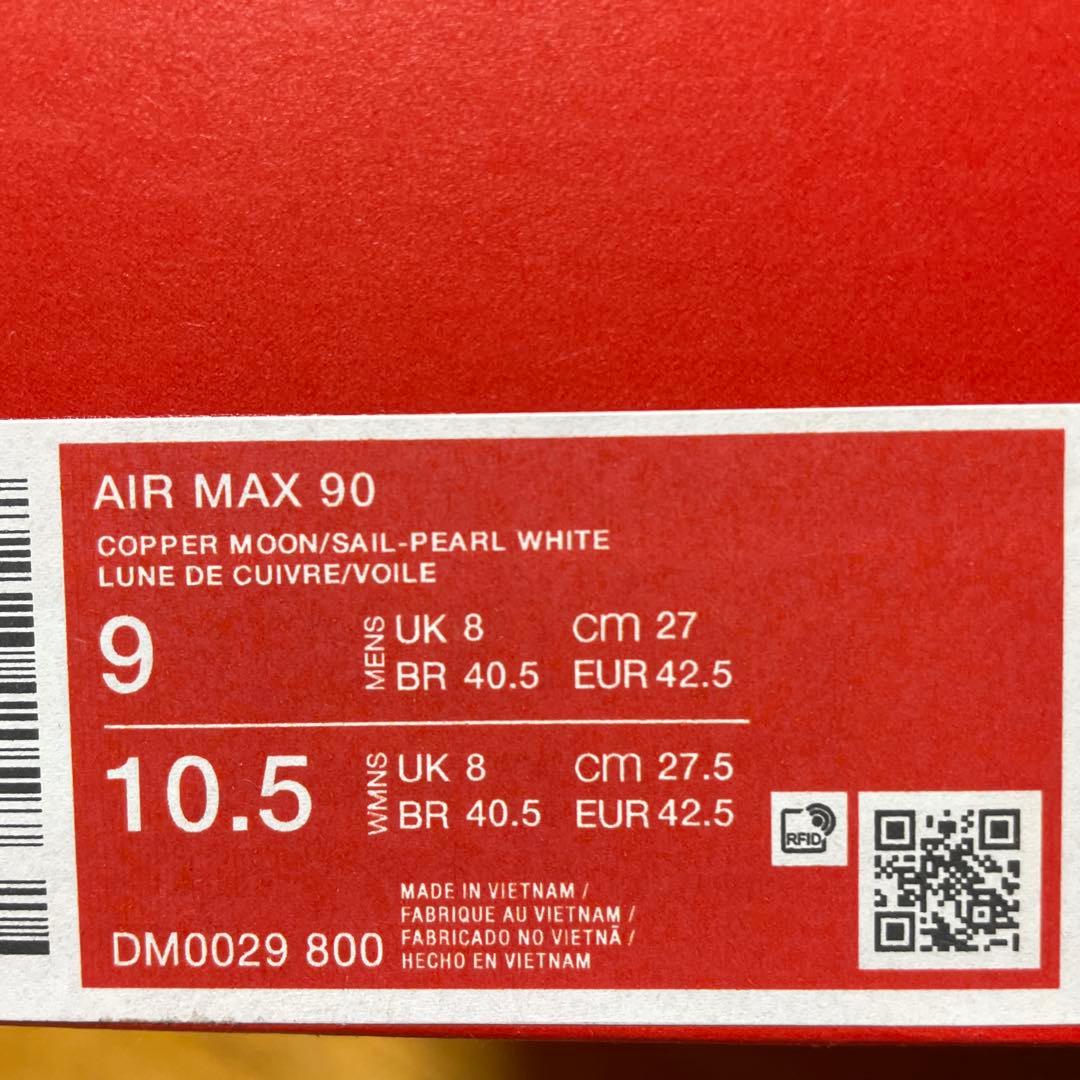 AIR MAX 90
COPPER MOON/SAIL-PEARL WHITE
LUNE DE CUIVRE/VOILE
9 MENS UK 8 cm 27
BR 40.5 EUR 42.5
10.5 WMNS UK 8 cm 27.5
BR 40.5 EUR 42.5
RFID
MADE IN VIETNAM /
FABRIQUE AU VIETNAM /
FABRICADO NO VIETNÃ /
HECHO EN VIETNAM
DM0029 800